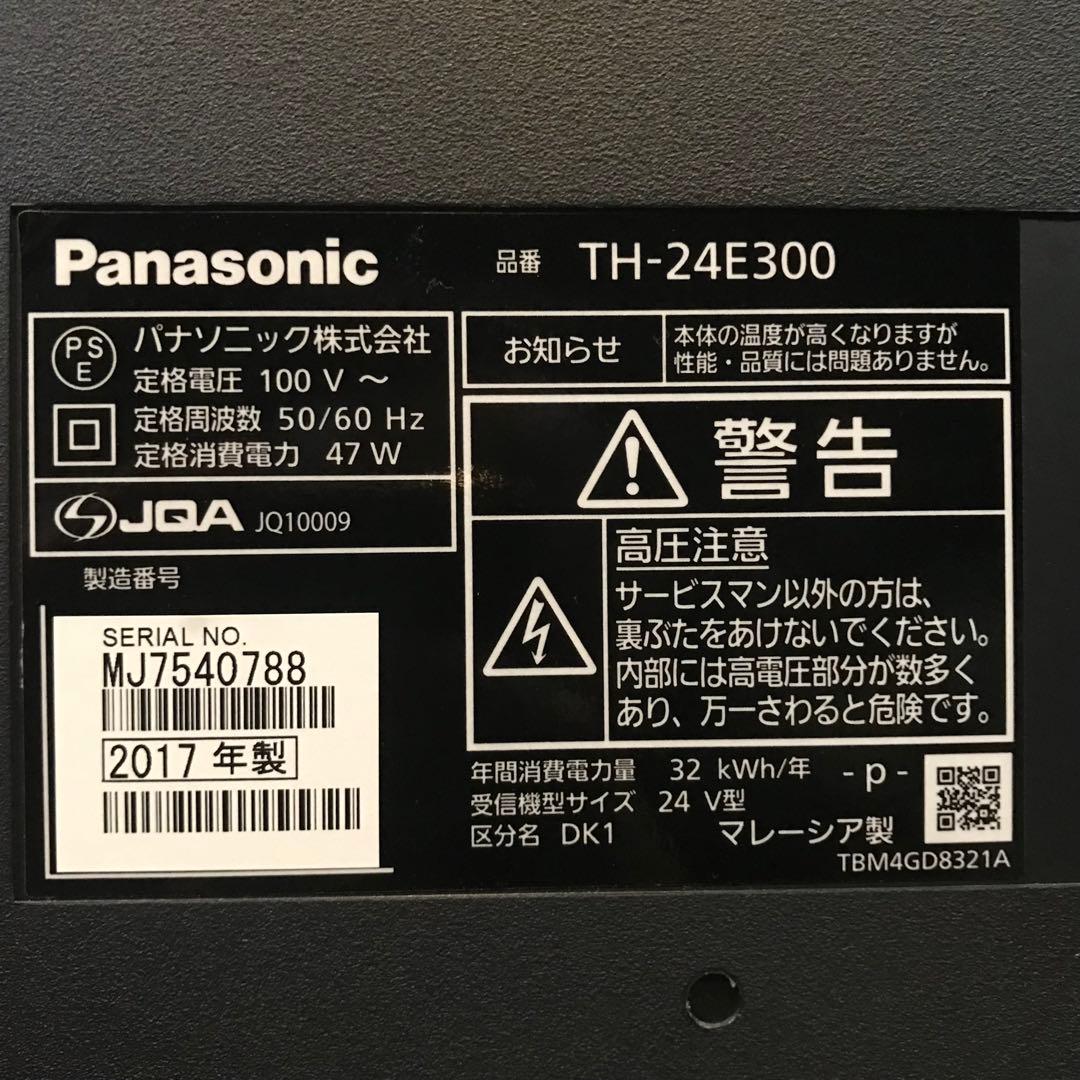 Panasonic
品番 TH-24E300
PSE
パナソニック株式会社
定格電圧 100 V ～
定格周波数 50/60 Hz
定格消費電力 47 W
JQA JQ10009
製造番号
SERIAL NO.
MJ7540788
2017 年製
お知らせ
本体の温度が高くなりますが
性能・品質には問題ありません。
警告
高圧注意
サービスマン以外の方は、
裏ぶたをあけないでください。
内部には高電圧部分が数多く
あり、万一さわると危険です。
年間消費電力量 32 kWh/年 - p -
受信機型サイズ 24 V型
区分名 DK1 マレーシア製
TBM4GD8321A